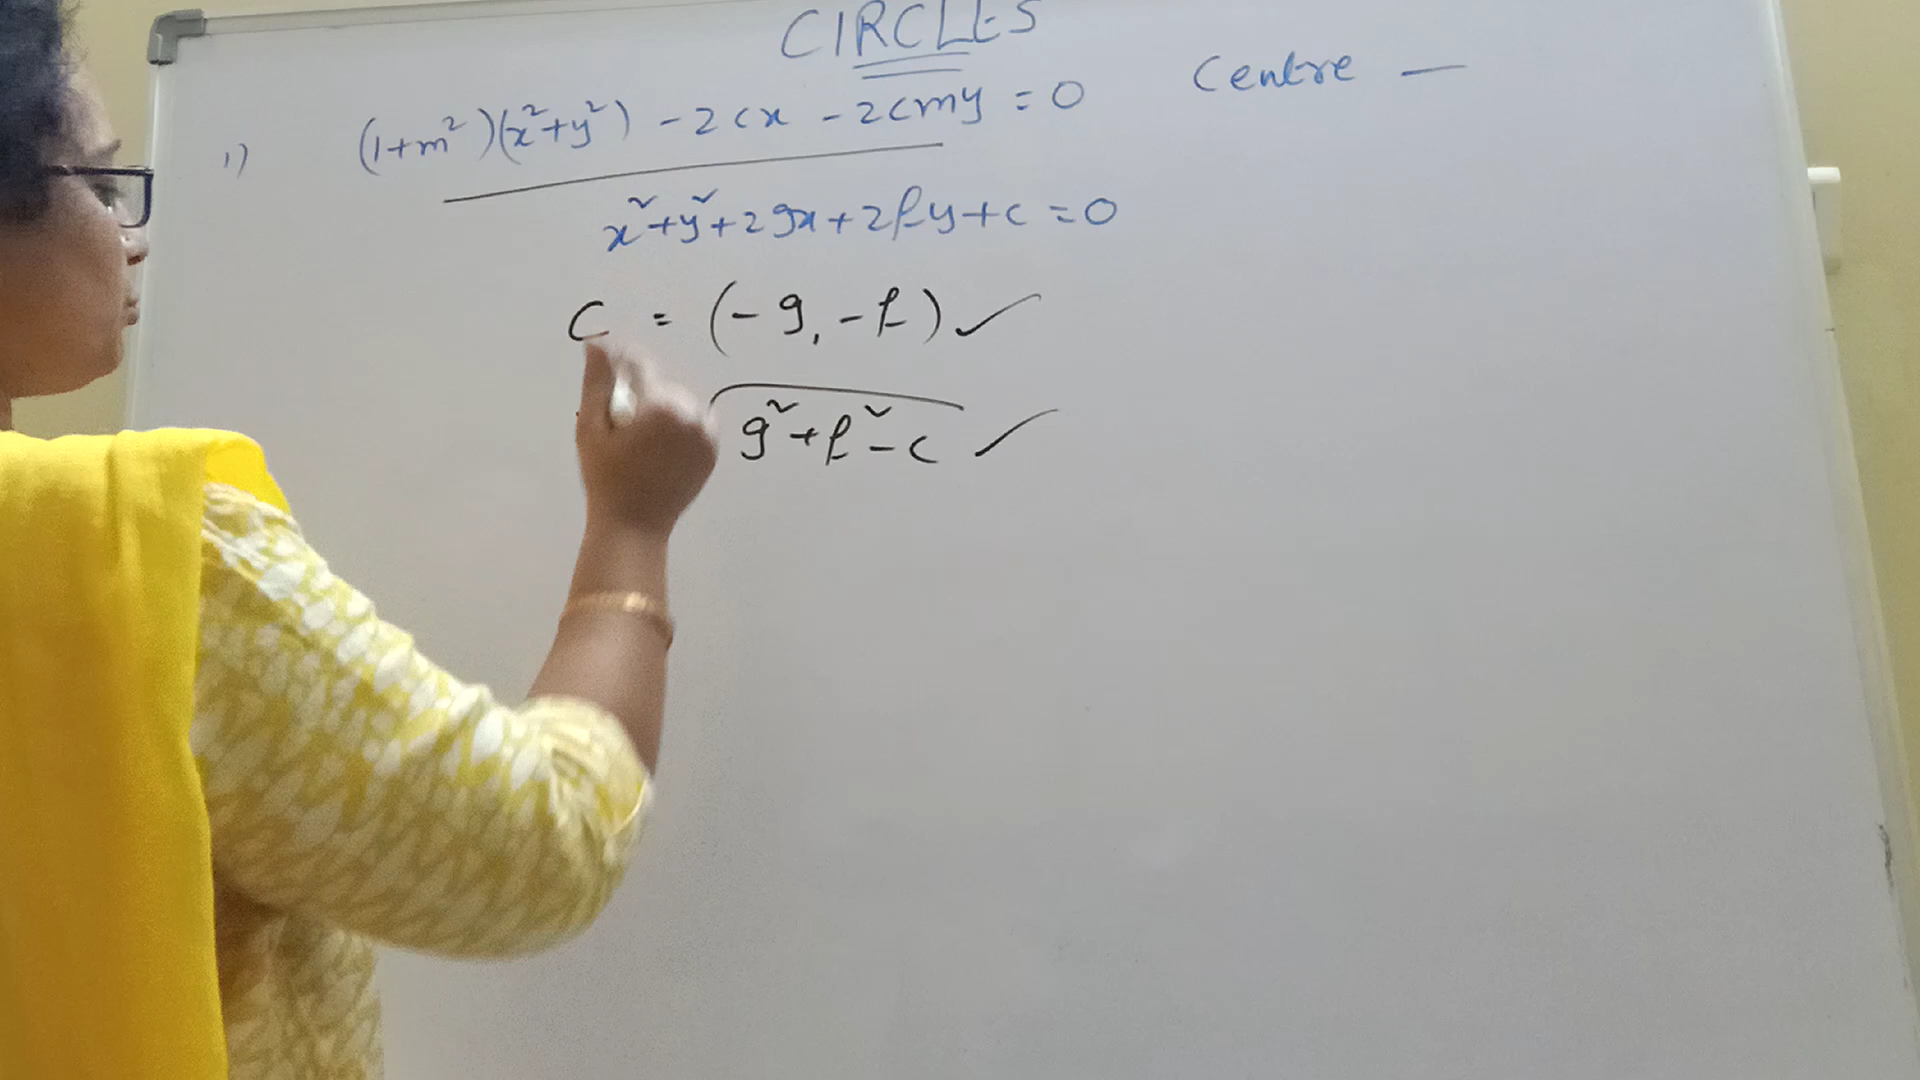 CIRCLES
1) (1+m²)(x²+y²) - 2cx - 2cmy = 0 Centre —
x²+y²+2gx+2fy+c = 0
C = (-g, -f) ✓
√g²+f²-c ✓